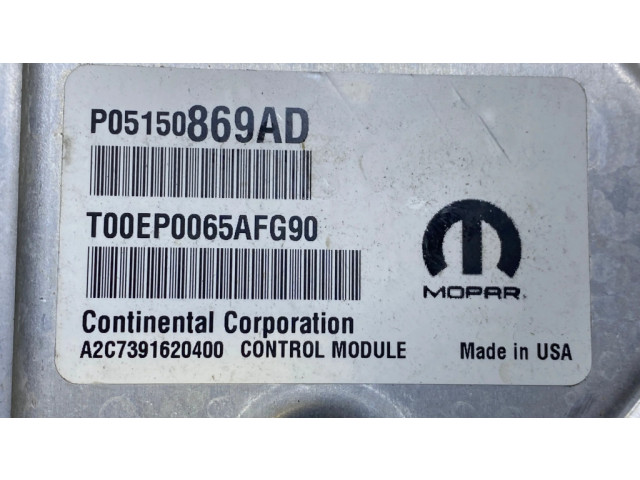 P05150869AD
T00EP0065AFG90
MOPAR
Continental Corporation
A2C7391620400 CONTROL MODULE Made in USA